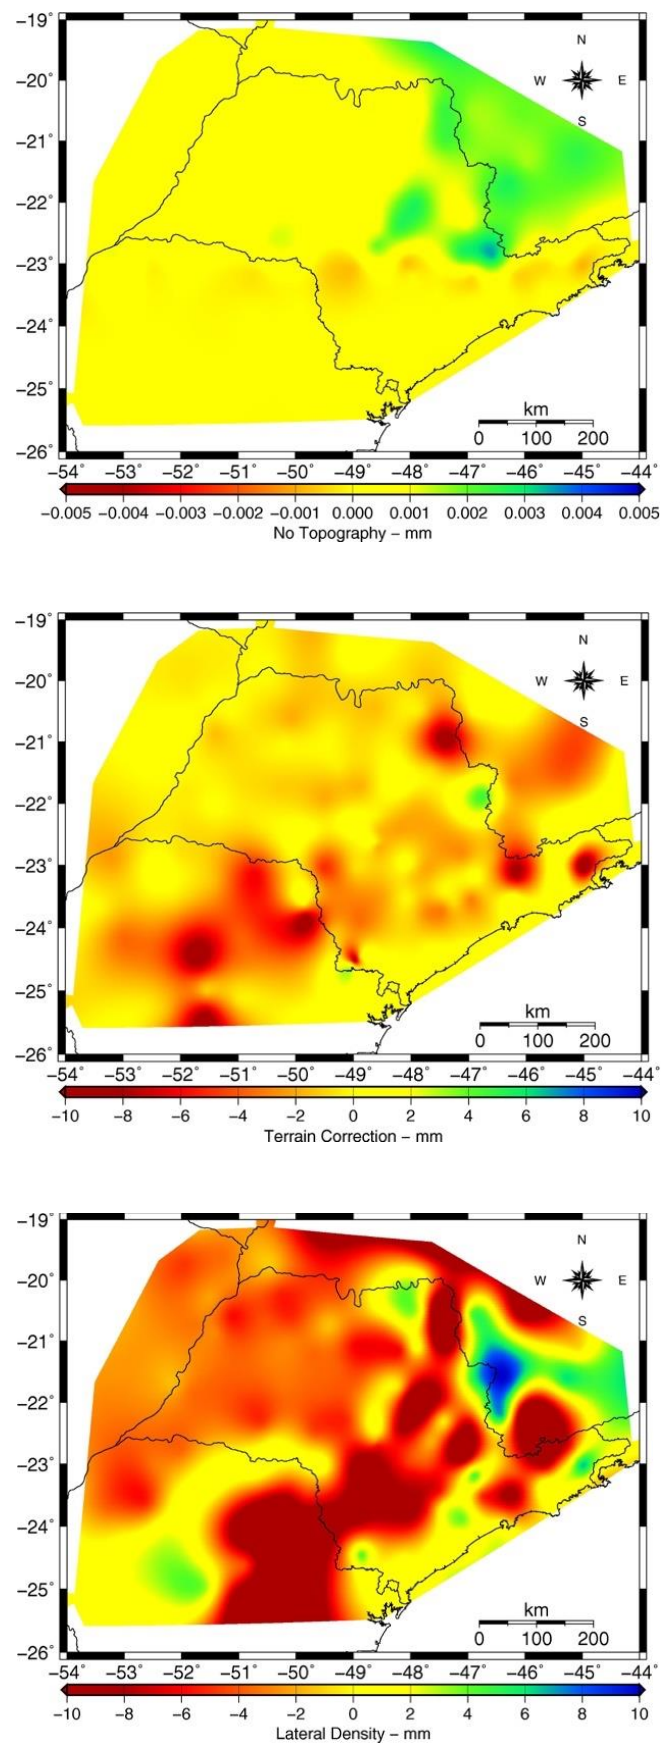 −19°
−20°
−21°
−22°
−23°
−24°
−25°
−26°
N
W E
S
km
0 100 200
−54 −53° −52° −51° −50° −49° −48° −47° −46° −45° −44°
−0.005 −0.004 −0.003 −0.002 −0.001 0.000 0.001 0.002 0.003 0.004 0.005
No Topography − mm
−19°
−20°
−21°
−22°
−23°
−24°
−25°
−26°
N
W E
S
km
0 100 200
−54 −53° −52° −51° −50° −49° −48° −47° −46° −45° −44°
−10 −8 −6 −4 −2 0 2 4 6 8 10
Terrain Correction − mm
−19°
−20°
−21°
−22°
−23°
−24°
−25°
−26°
N
W E
S
km
0 100 200
−54 −53° −52° −51° −50° −49° −48° −47° −46° −45° −44°
−10 −8 −6 −4 −2 0 2 4 6 8 10
Lateral Density − mm